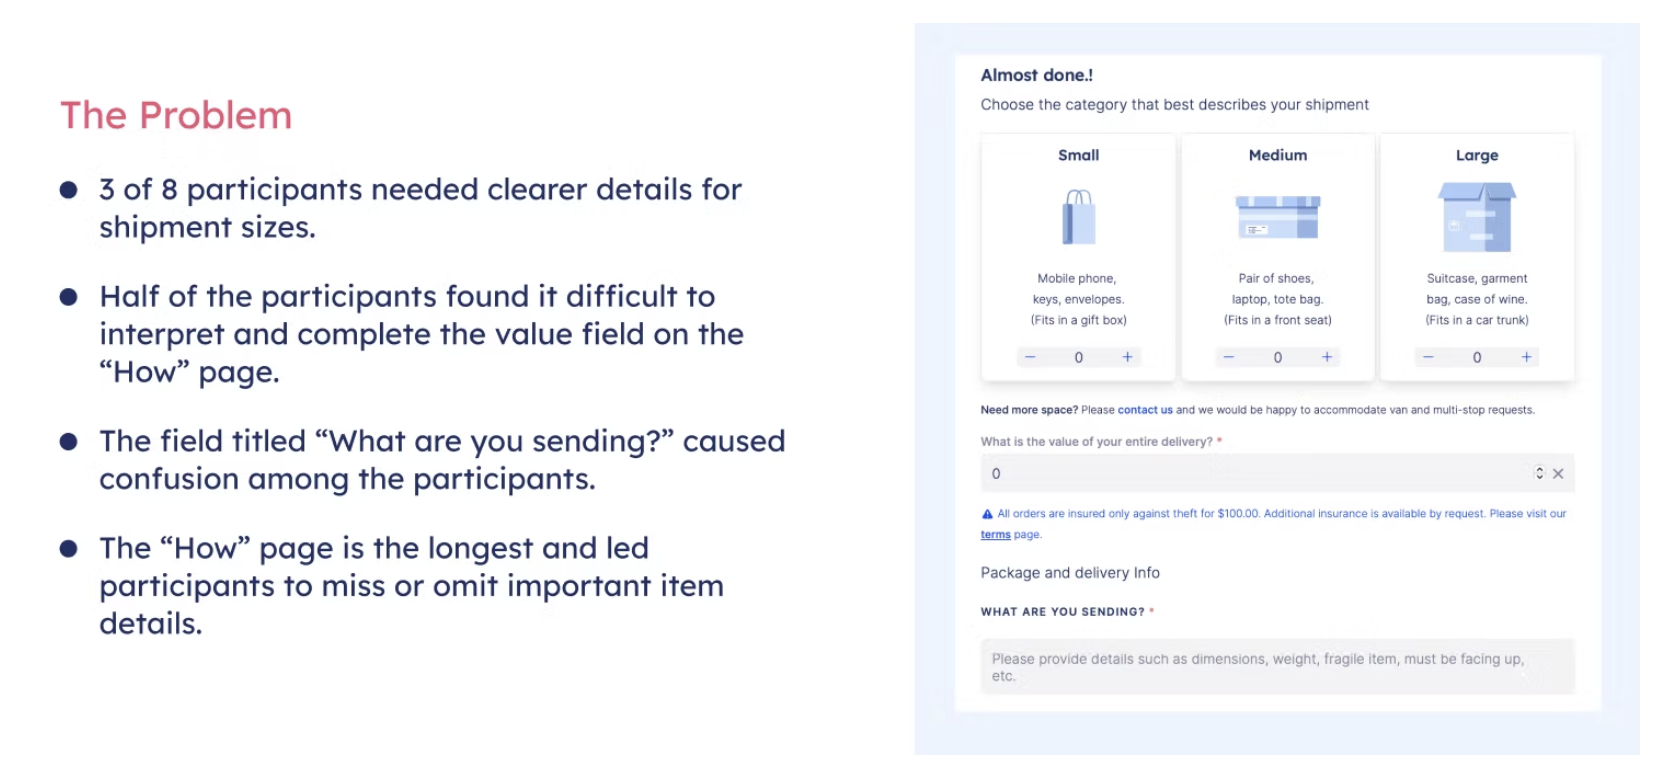 The Problem
3 of 8 participants needed clearer details for
shipment sizes.
Half of the participants found it difficult to
interpret and complete the value field on the
“How” page.
The field titled “What are you sending?” caused
confusion among the participants.
The “How” page is the longest and led
participants to miss or omit important item
details.
Almost done.!
Choose the category that best describes your shipment
Small
Mobile phone,
keys, envelopes.
(Fits in a gift box)
− 0 +
Medium
Pair of shoes,
laptop, tote bag.
(Fits in a front seat)
− 0 +
Large
Suitcase, garment
bag, case of wine.
(Fits in a car trunk)
− 0 +
Need more space? Please contact us and we would be happy to accommodate van and multi-stop requests.
What is the value of your entire delivery? *
0
All orders are insured only against theft for $100.00. Additional insurance is available by request. Please visit our
terms page.
Package and delivery Info
WHAT ARE YOU SENDING? *
Please provide details such as dimensions, weight, fragile item, must be facing up,
etc.